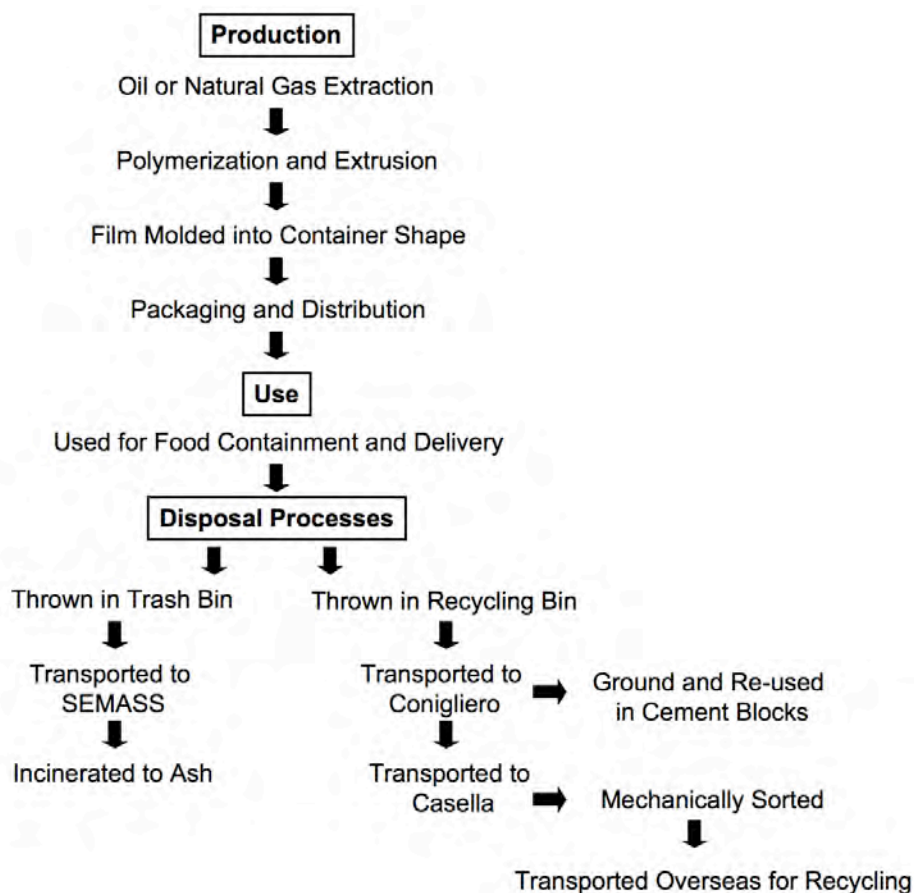 Production
Oil or Natural Gas Extraction
Polymerization and Extrusion
Film Molded into Container Shape
Packaging and Distribution
Use
Used for Food Containment and Delivery
Disposal Processes
Thrown in Trash Bin
Thrown in Recycling Bin
Transported to
SEMASS
Transported to
Conigliero
Ground and Re-used
in Cement Blocks
Incinerated to Ash
Transported to
Casella
Mechanically Sorted
Transported Overseas for Recycling